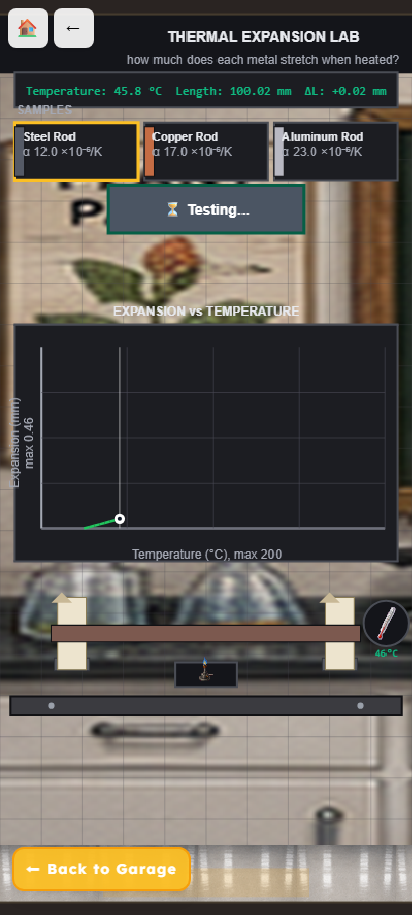 THERMAL EXPANSION LAB
how much does each metal stretch when heated?
Temperature: 45.8 °C Length: 100.02 mm ΔL: +0.02 mm
SAMPLES
Steel Rod
α 12.0 ×10⁻⁶/K
Copper Rod
α 17.0 ×10⁻⁶/K
Aluminum Rod
α 23.0 ×10⁻⁶/K
Testing...
EXPANSION vs TEMPERATURE
Expansion (mm)
max 0.46
Temperature (°C), max 200
46°C
← Back to Garage